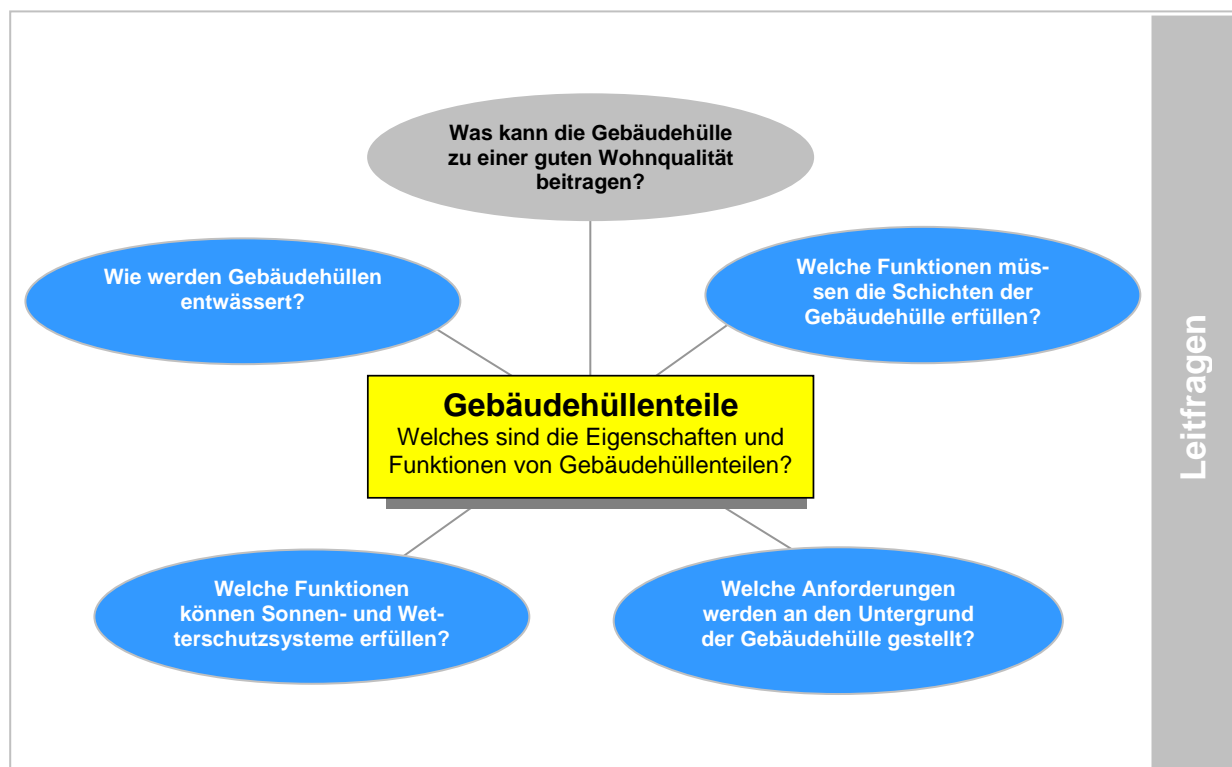 Was kann die Gebäudehülle
zu einer guten Wohnqualität
beitragen?
Wie werden Gebäudehüllen
entwässert?
Welche Funktionen müs-
sen die Schichten der
Gebäudehülle erfüllen?
Gebäudehüllenteile
Welches sind die Eigenschaften und
Funktionen von Gebäudehüllenteilen?
Welche Funktionen
können Sonnen- und Wet-
terschutzsysteme erfüllen?
Welche Anforderungen
werden an den Untergrund
der Gebäudehülle gestellt?
Leitfragen